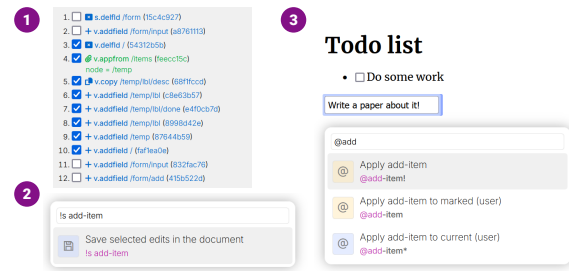 1
1. s.delfld /form (15c4c927)
2. + v.addfield /form/input (a8761113)
3. v.delfld / (54312b5b)
4. v.appfrom /items (feecc15c)
node = /temp
5. v.copy /temp/lbl/desc (68f1fccd)
6. + v.addfield /temp/lbl (c8e63b57)
7. + v.addfield /temp/lbl/done (e4f0cb7d)
8. + v.addfield /temp/lbl (8998d42e)
9. + v.addfield /temp (87644b59)
10. + v.addfield / (faf1ea0e)
11. + v.addfield /form/input (832fac76)
12. + v.addfield /form/add (415b522d)
2
!s add-item
Save selected edits in the document
!s add-item
3
Todo list
• Do some work
Write a paper about it!
@add
@ Apply add-item
@add-item!
@ Apply add-item to marked (user)
@add-item
@ Apply add-item to current (user)
@add-item*